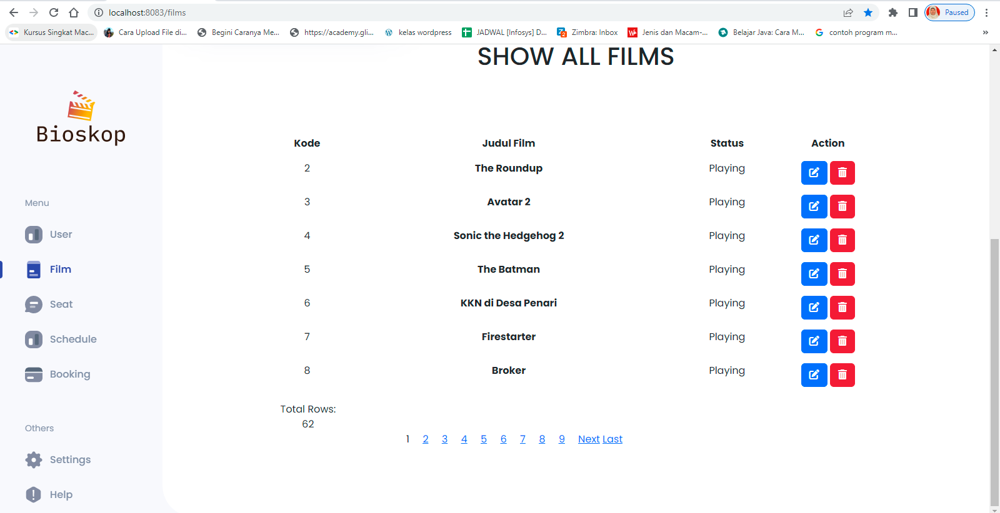 localhost:8083/films
Paused
Kursus Singkat Mac...
Cara Upload File di...
Begini Caranya Me...
https://academy.gli...
kelas wordpress
JADWAL [Infosys] D...
Zimbra: Inbox
Jenis dan Macam-...
Belajar Java: Cara M...
contoh program m...
»
SHOW ALL FILMS
Bioskop
Menu
User
Film
Seat
Schedule
Booking
Others
Settings
Help
Kode Judul Film Status Action
2 The Roundup Playing
3 Avatar 2 Playing
4 Sonic the Hedgehog 2 Playing
5 The Batman Playing
6 KKN di Desa Penari Playing
7 Firestarter Playing
8 Broker Playing
Total Rows:
62
1 2 3 4 5 6 7 8 9 Next Last